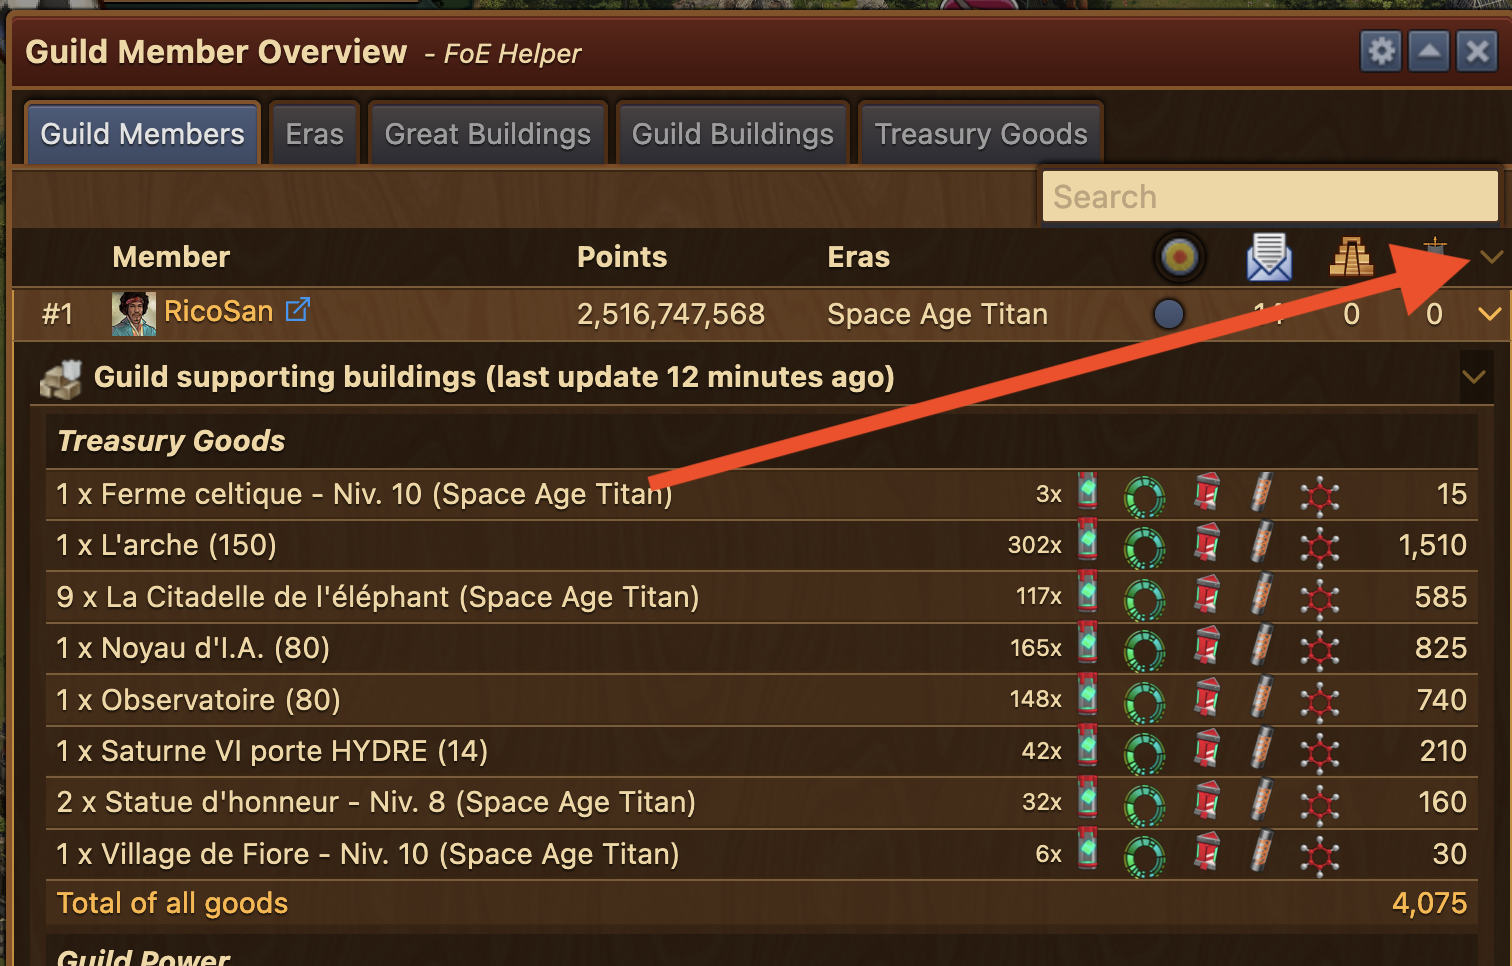 Guild Member Overview - FoE Helper
Guild Members Eras Great Buildings Guild Buildings Treasury Goods
Search
Member Points Eras
#1 RicoSan 2,516,747,568 Space Age Titan 0 0
Guild supporting buildings (last update 12 minutes ago)
Treasury Goods
1 x Ferme celtique - Niv. 10 (Space Age Titan) 3x 15
1 x L'arche (150) 302x 1,510
9 x La Citadelle de l'éléphant (Space Age Titan) 117x 585
1 x Noyau d'I.A. (80) 165x 825
1 x Observatoire (80) 148x 740
1 x Saturne VI porte HYDRE (14) 42x 210
2 x Statue d'honneur - Niv. 8 (Space Age Titan) 32x 160
1 x Village de Fiore - Niv. 10 (Space Age Titan) 6x 30
Total of all goods 4,075
Guild Power